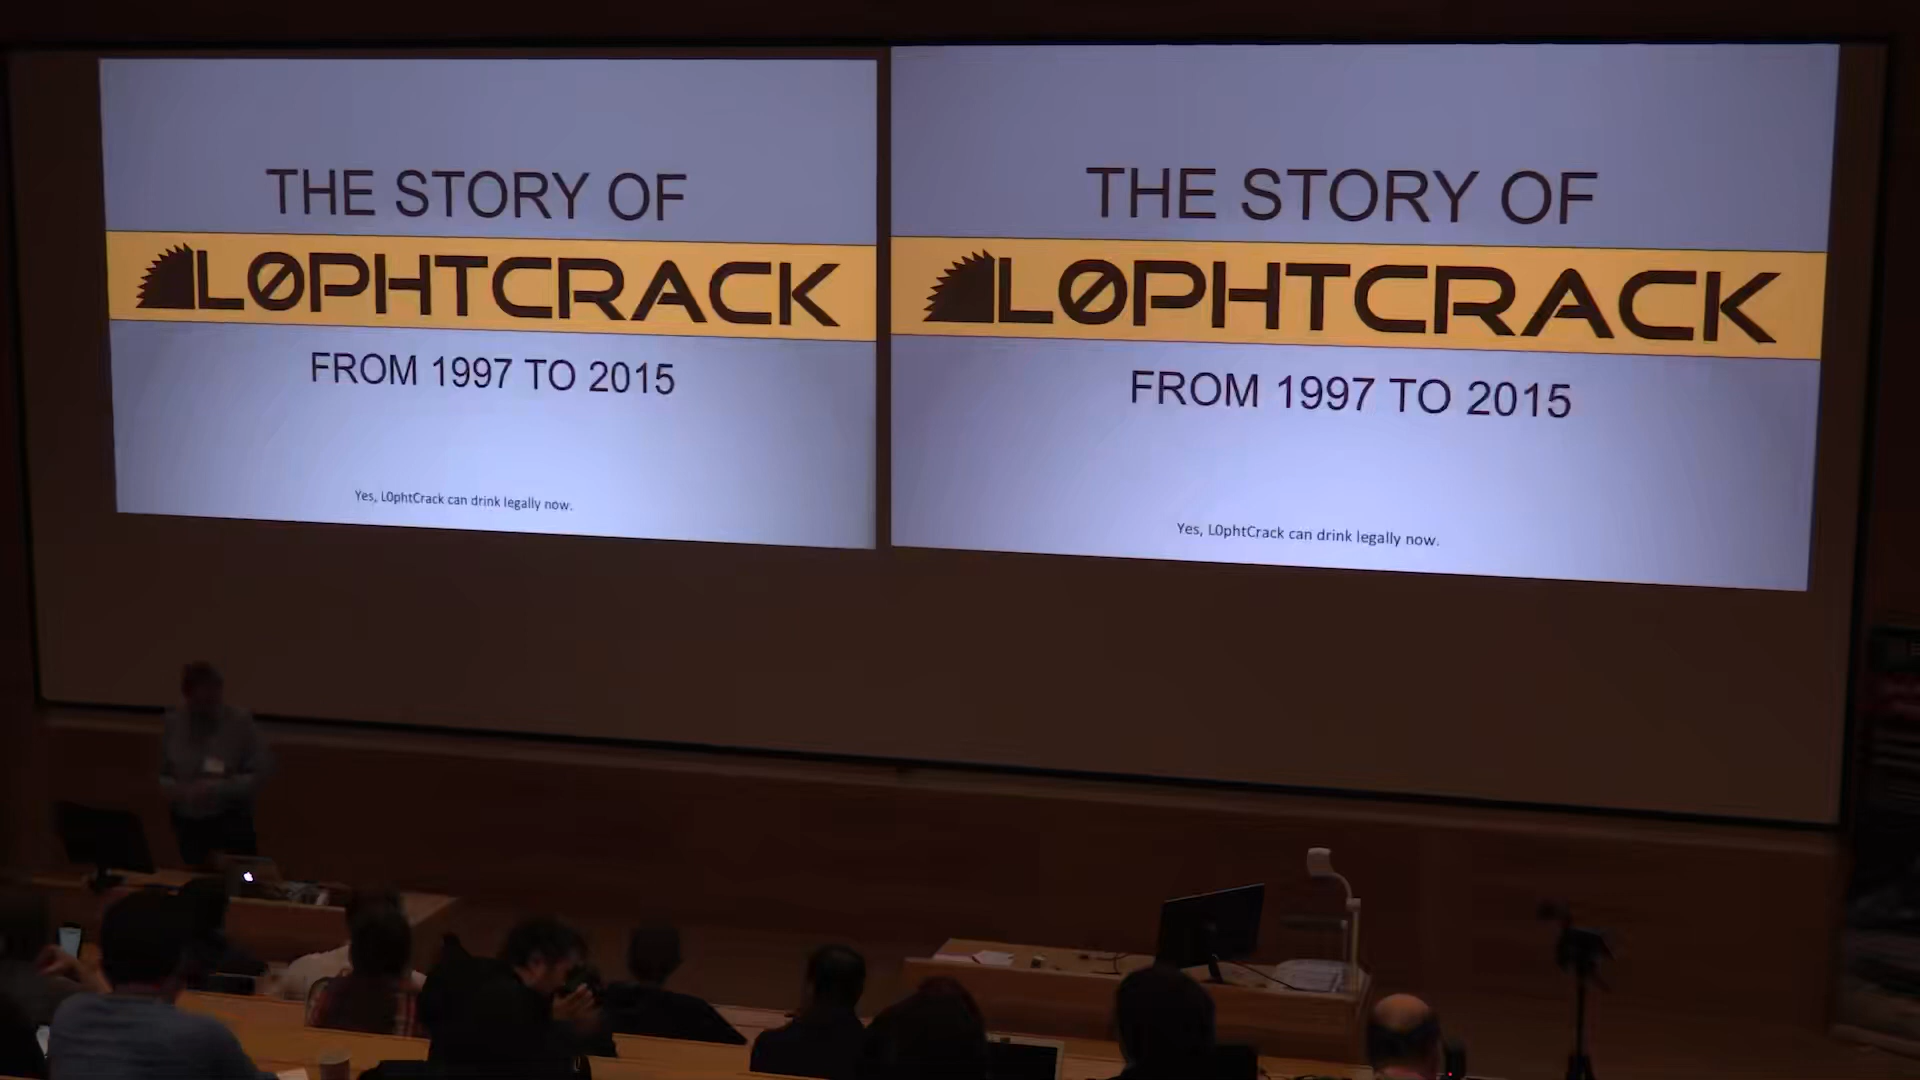 THE STORY OF
L0PHTCRACK
FROM 1997 TO 2015
Yes, L0phtCrack can drink legally now.
THE STORY OF
L0PHTCRACK
FROM 1997 TO 2015
Yes, L0phtCrack can drink legally now.